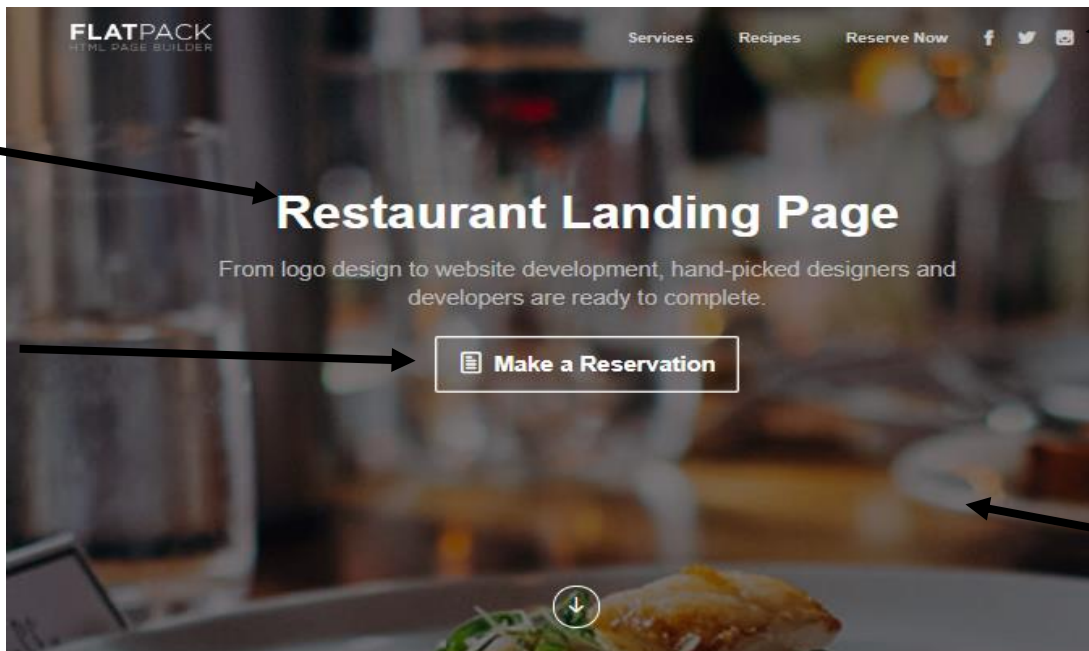 FLATPACK
HTML PAGE BUILDER
Services Recipes Reserve Now
Restaurant Landing Page
From logo design to website development, hand-picked designers and
developers are ready to complete.
Make a Reservation